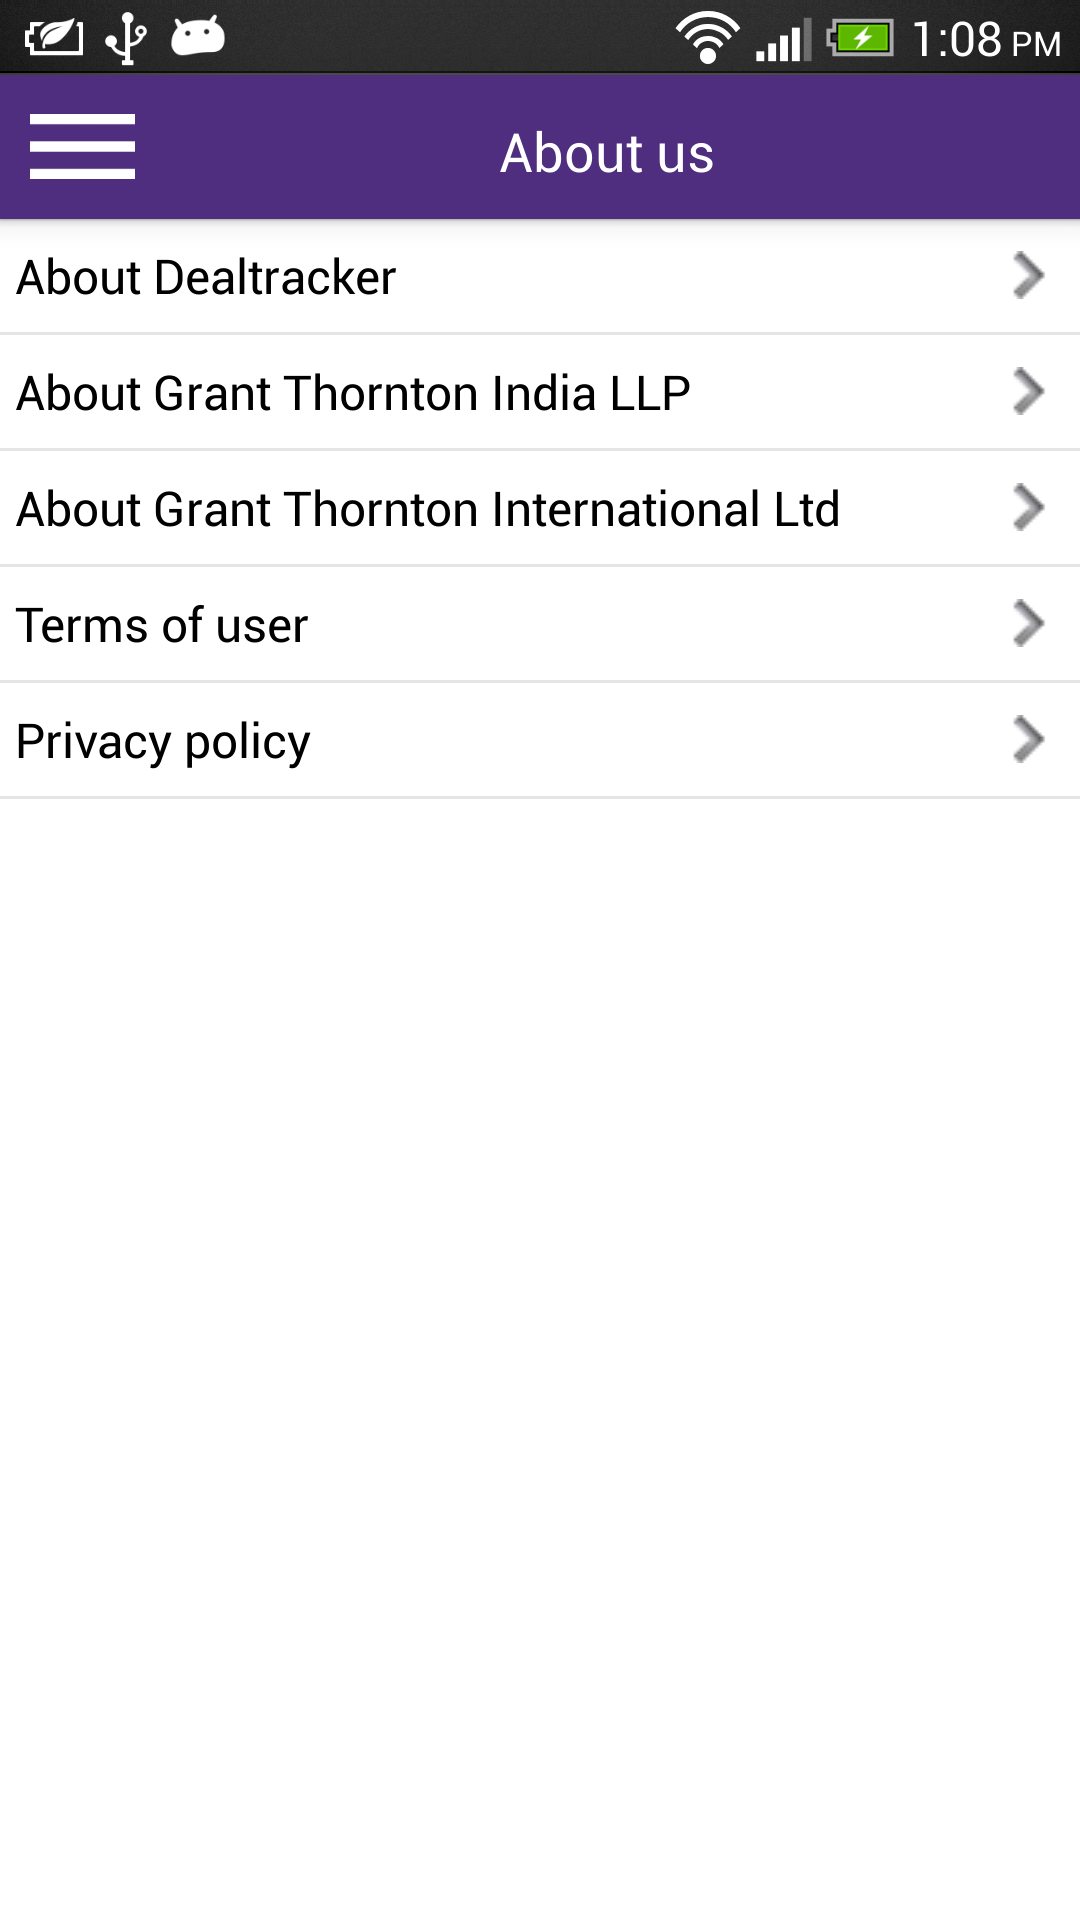 1:08 PM
About us
About Dealtracker
About Grant Thornton India LLP
About Grant Thornton International Ltd
Terms of user
Privacy policy